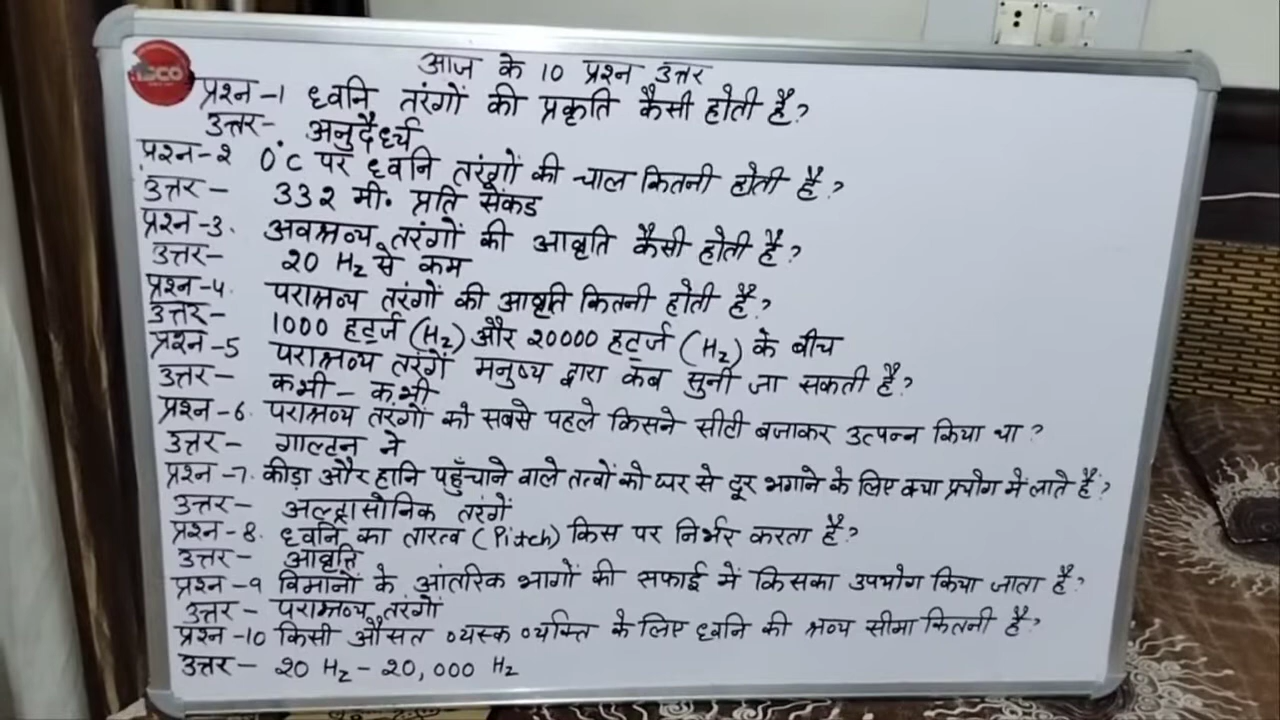 आज के 10 प्रश्न उत्तर
प्रश्न-1 ध्वनि तरंगों की प्रकृति कैसी होती है?
उत्तर- अनुदैर्ध्य
प्रश्न-2 0°C पर ध्वनि तरंगों की चाल कितनी होती है?
उत्तर- 332 मी. प्रति सेकंड
प्रश्न-3. अवश्रव्य तरंगों की आवृति कैसी होती है?
उत्तर- 20 Hz से कम
प्रश्न-4. पराश्रव्य तरंगों की आवृति कितनी होती है?
उत्तर- 1000 हर्ट्ज (Hz) और 20000 हर्ट्ज (Hz) के बीच
प्रश्न-5 पराश्रव्य तरंगें मनुष्य द्वारा कब सुनी जा सकती है?
उत्तर- कभी-कभी
प्रश्न-6. पराश्रव्य तरंगों को सबसे पहले किसने सीटी बजाकर उत्पन्न किया था?
उत्तर- गाल्टन ने
प्रश्न-7. कीड़ा और हानि पहुँचाने वाले तत्वों को घर से दूर भगाने के लिए क्या प्रयोग में लाते हैं?
उत्तर- अल्ट्रासोनिक तरंगें
प्रश्न-8. ध्वनि का तारत्व (Pitch) किस पर निर्भर करता है?
उत्तर- आवृत्ति
प्रश्न-9 विमानों के आंतरिक भागों की सफाई में किसका उपयोग किया जाता है?
उत्तर- पराश्रव्य तरंगों
प्रश्न-10 किसी औसत व्यस्क व्यक्ति के लिए ध्वनि की श्रव्य सीमा कितनी है?
उत्तर- 20 Hz - 20,000 Hz